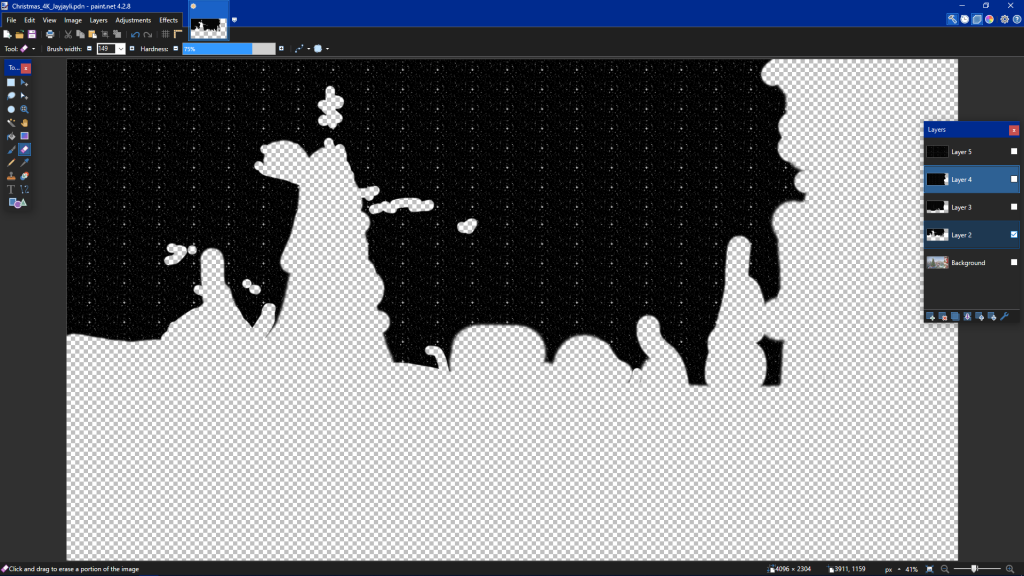 Christmas_4K_Jayjayli.pdn - paint.net 4.2.8
File Edit View Image Layers Adjustments Effects
Tool: Brush width: 149 Hardness: 75%
To... x
Layers x
Layer 5
Layer 4
Layer 3
Layer 2
Background
T
Click and drag to erase a portion of the image
4096 × 2304 3911, 1159 px 41%